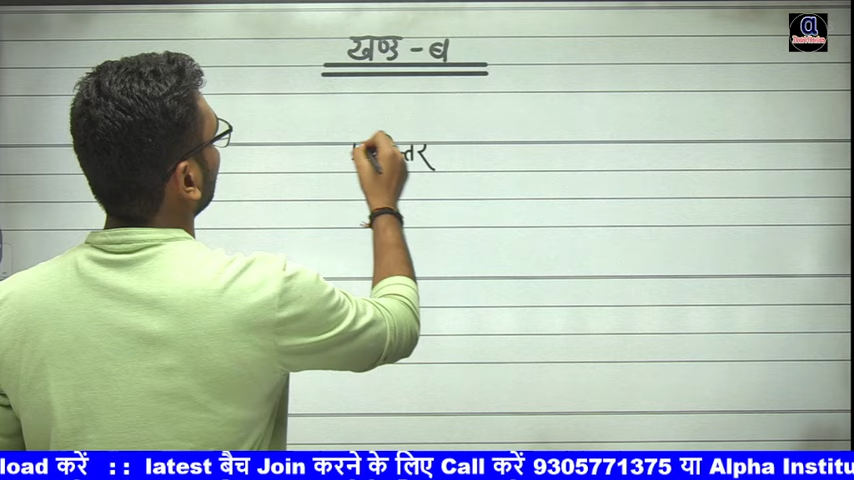 खण्ड - ब
load करें :: latest बैच Join करने के लिए Call करें 9305771375 या Alpha Institu